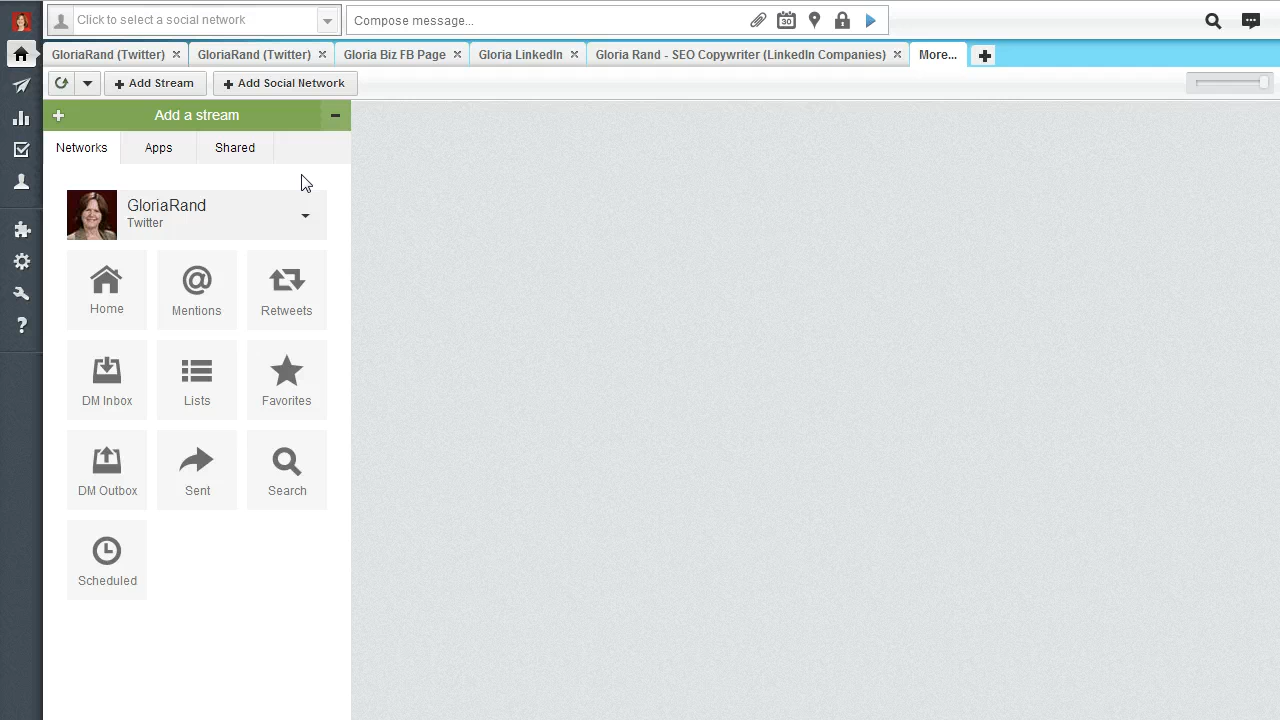 Click to select a social network
Compose message...
30
GloriaRand (Twitter)
GloriaRand (Twitter)
Gloria Biz FB Page
Gloria LinkedIn
Gloria Rand - SEO Copywriter (LinkedIn Companies)
More...
Add Stream
Add Social Network
Add a stream
Networks
Apps
Shared
GloriaRand
Twitter
Home
Mentions
Retweets
DM Inbox
Lists
Favorites
DM Outbox
Sent
Search
Scheduled